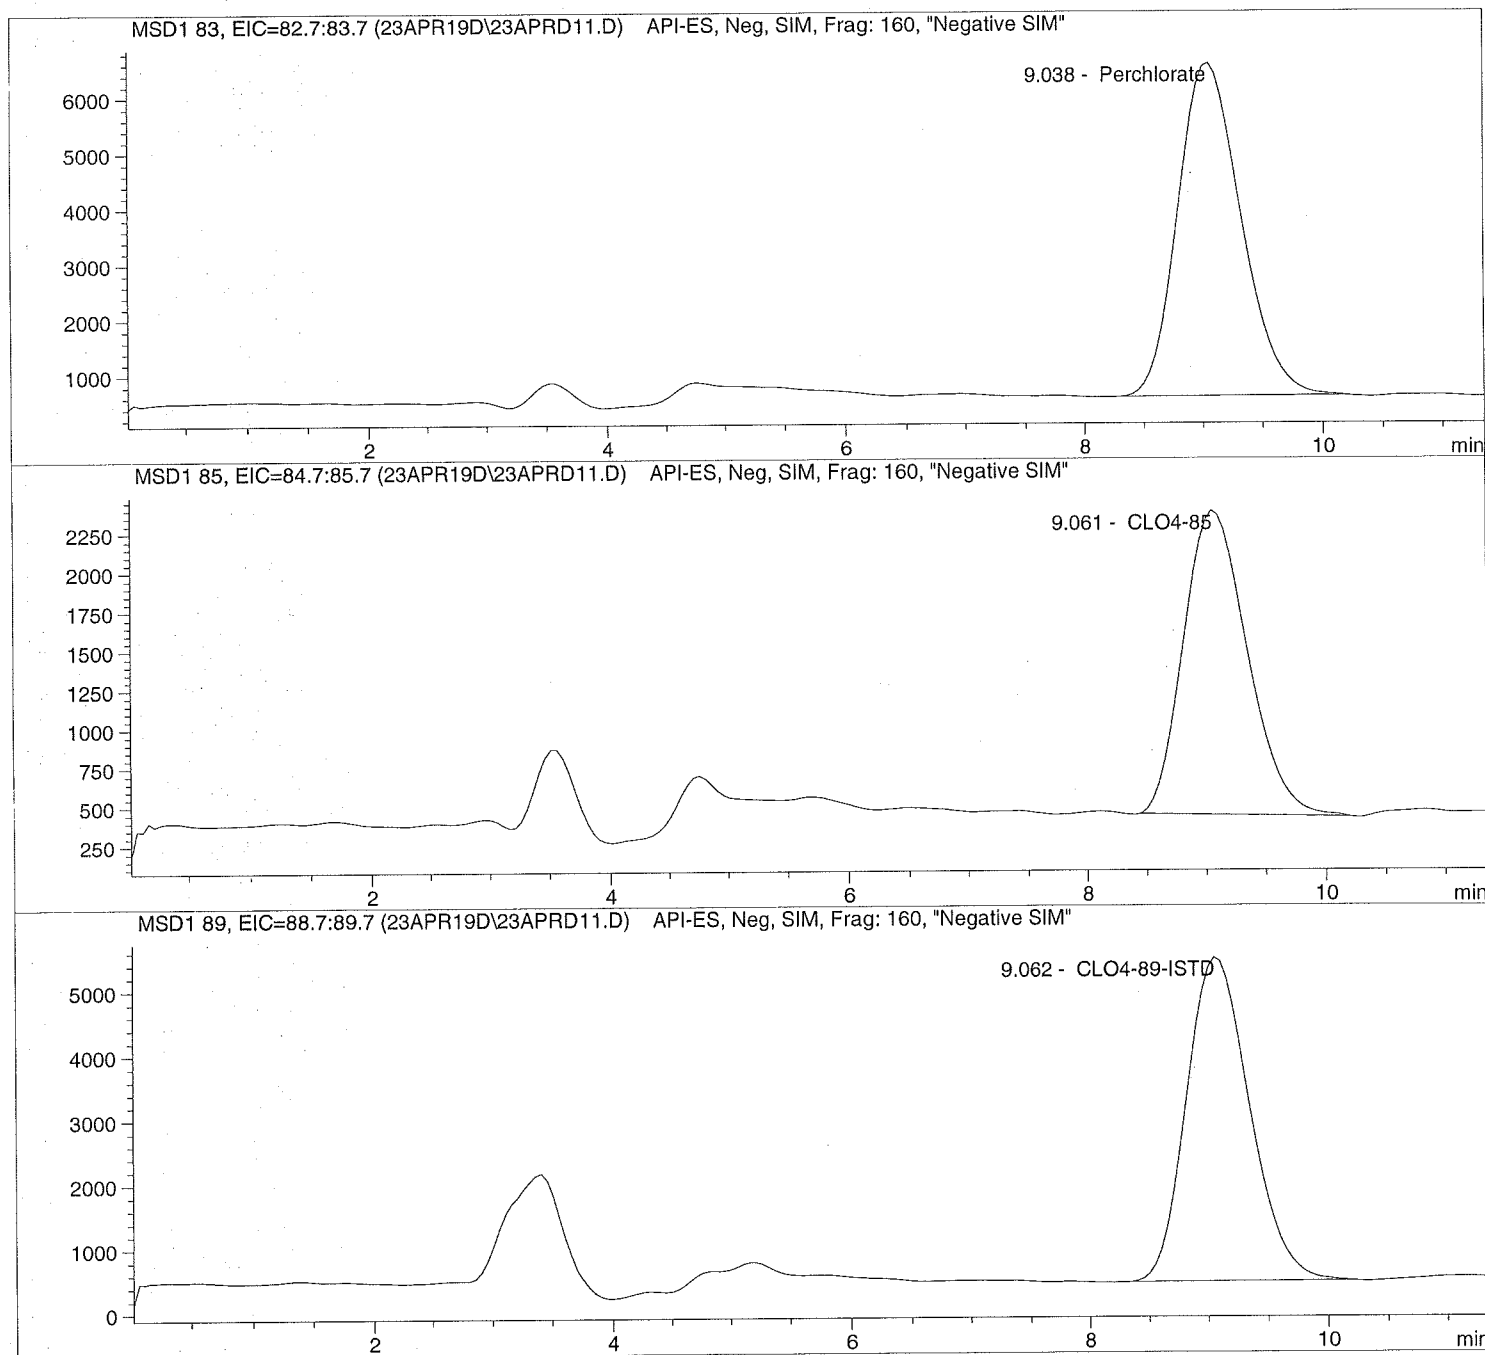 MSD1 83, EIC=82.7:83.7 (23APR19D\23APRD11.D) API-ES, Neg, SIM, Frag: 160, "Negative SIM"
9.038 - Perchlorate
6000
5000
4000
3000
2000
1000
2 4 6 8 10 min
MSD1 85, EIC=84.7:85.7 (23APR19D\23APRD11.D) API-ES, Neg, SIM, Frag: 160, "Negative SIM"
9.061 - CLO4-85
2250
2000
1750
1500
1250
1000
750
500
250
2 4 6 8 10 min
MSD1 89, EIC=88.7:89.7 (23APR19D\23APRD11.D) API-ES, Neg, SIM, Frag: 160, "Negative SIM"
9.062 - CLO4-89-ISTD
5000
4000
3000
2000
1000
0
2 4 6 8 10 min